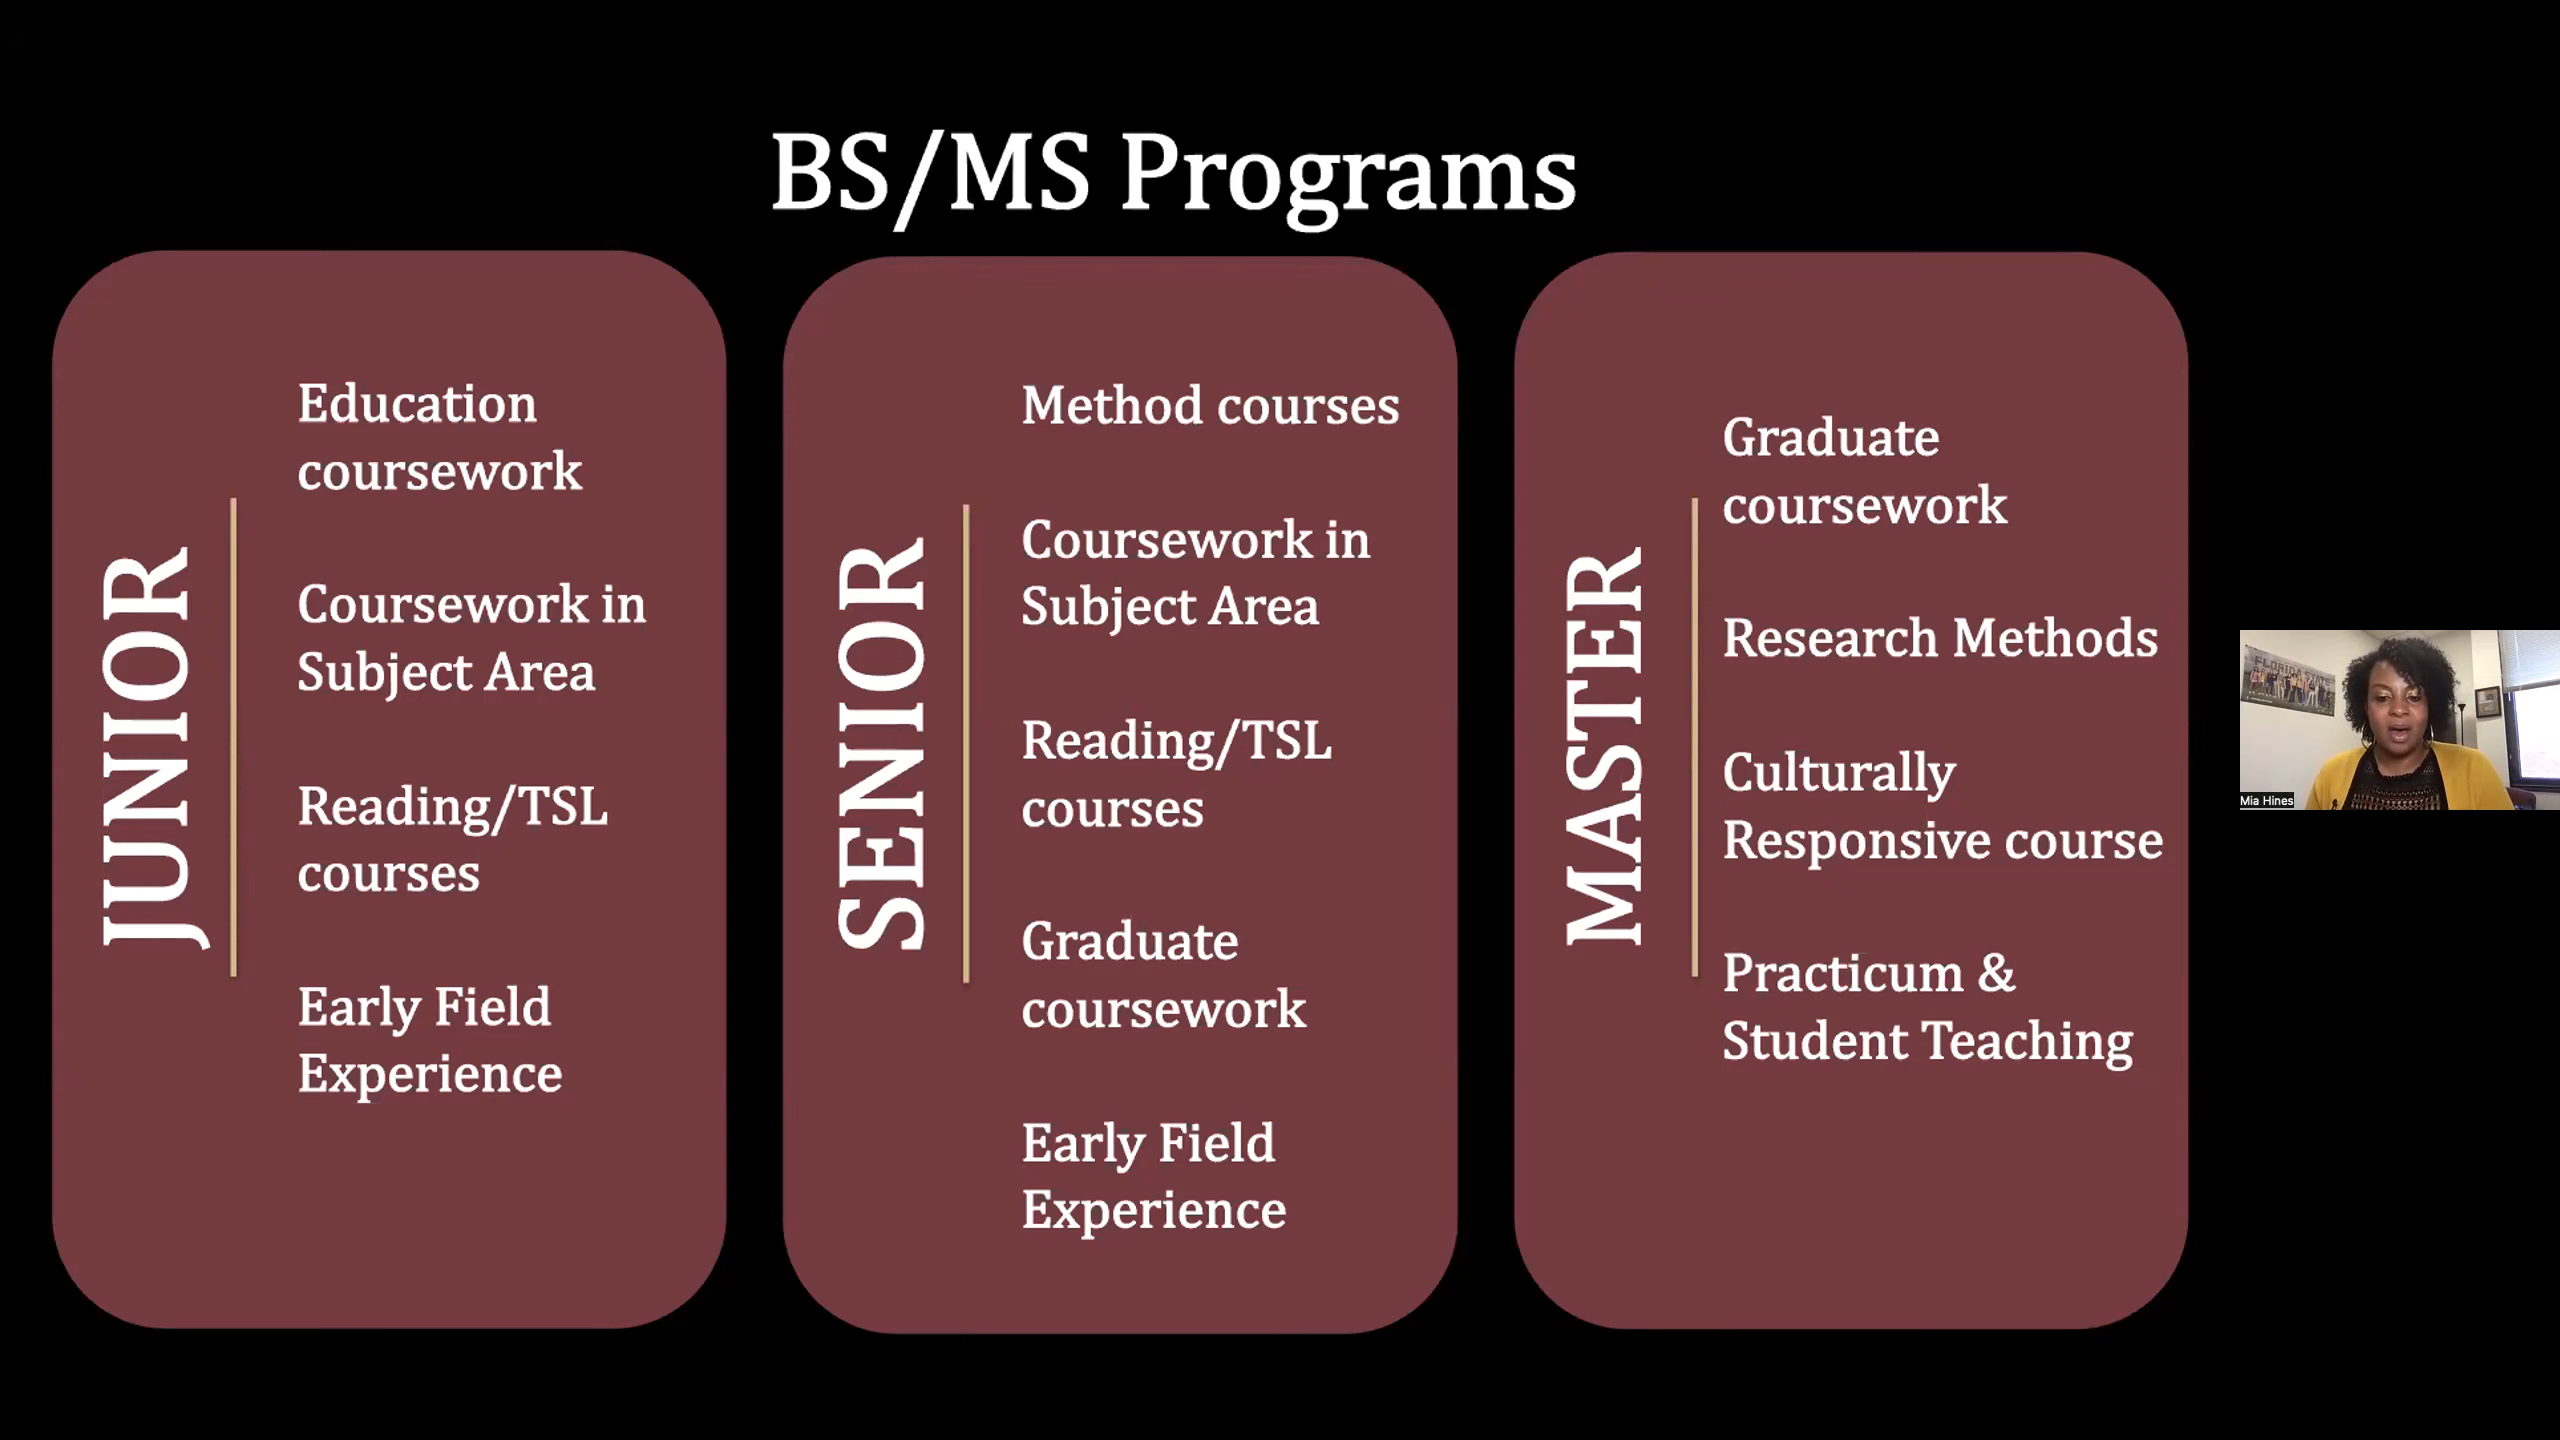 BS/MS Programs
JUNIOR
Education
coursework
Coursework in
Subject Area
Reading/TSL
courses
Early Field
Experience
SENIOR
Method courses
Coursework in
Subject Area
Reading/TSL
courses
Graduate
coursework
Early Field
Experience
MASTER
Graduate
coursework
Research Methods
Culturally
Responsive course
Practicum &
Student Teaching
FLORIDA STATE
Mia Hines